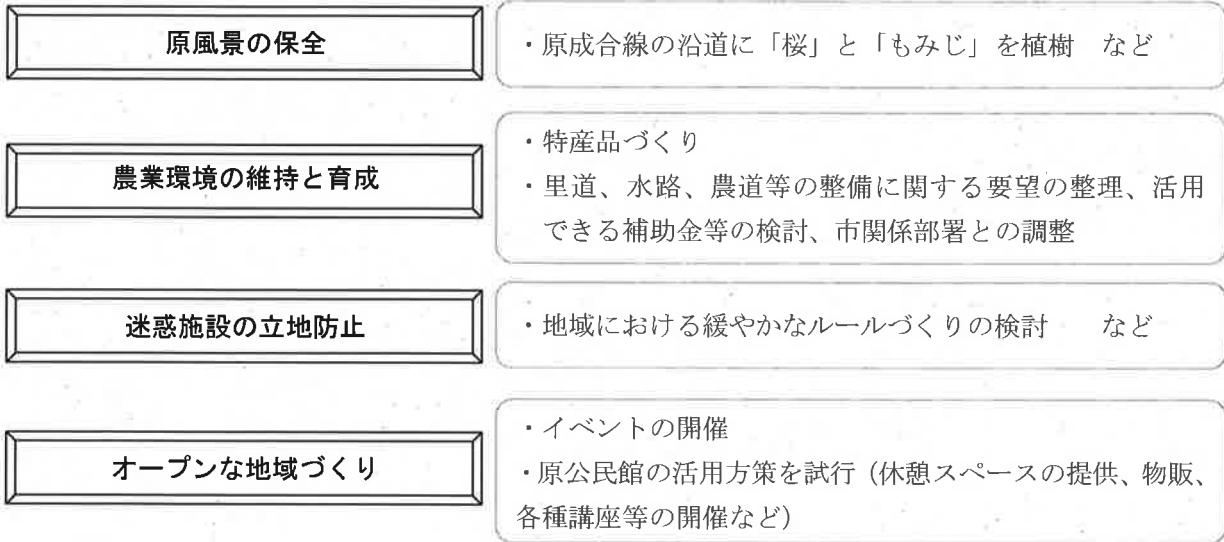 原風景の保全
・原成合線の沿道に「桜」と「もみじ」を植樹　など
農業環境の維持と育成
・特産品づくり
・里道、水路、農道等の整備に関する要望の整理、活用
できる補助金等の検討、市関係部署との調整
迷惑施設の立地防止
・地域における緩やかなルールづくりの検討　　など
オープンな地域づくり
・イベントの開催
・原公民館の活用方策を試行（休憩スペースの提供、物販、
各種講座等の開催など）